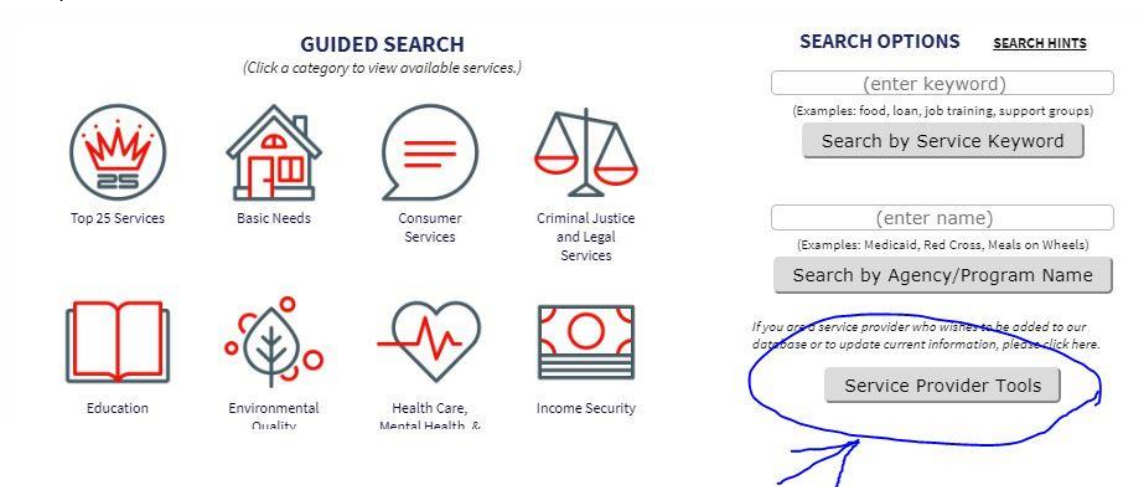 GUIDED SEARCH
(Click a category to view available services.)
25
Top 25 Services
Basic Needs
Consumer
Services
Criminal Justice
and Legal
Services
Education
Environmental
Quality
Health Care,
Mental Health, &
Income Security
SEARCH OPTIONS SEARCH HINTS
(enter keyword)
(Examples: food, loan, job training, support groups)
Search by Service Keyword
(enter name)
(Examples: Medicaid, Red Cross, Meals on Wheels)
Search by Agency/Program Name
If you are a service provider who wishes to be added to our
database or to update current information, please click here.
Service Provider Tools